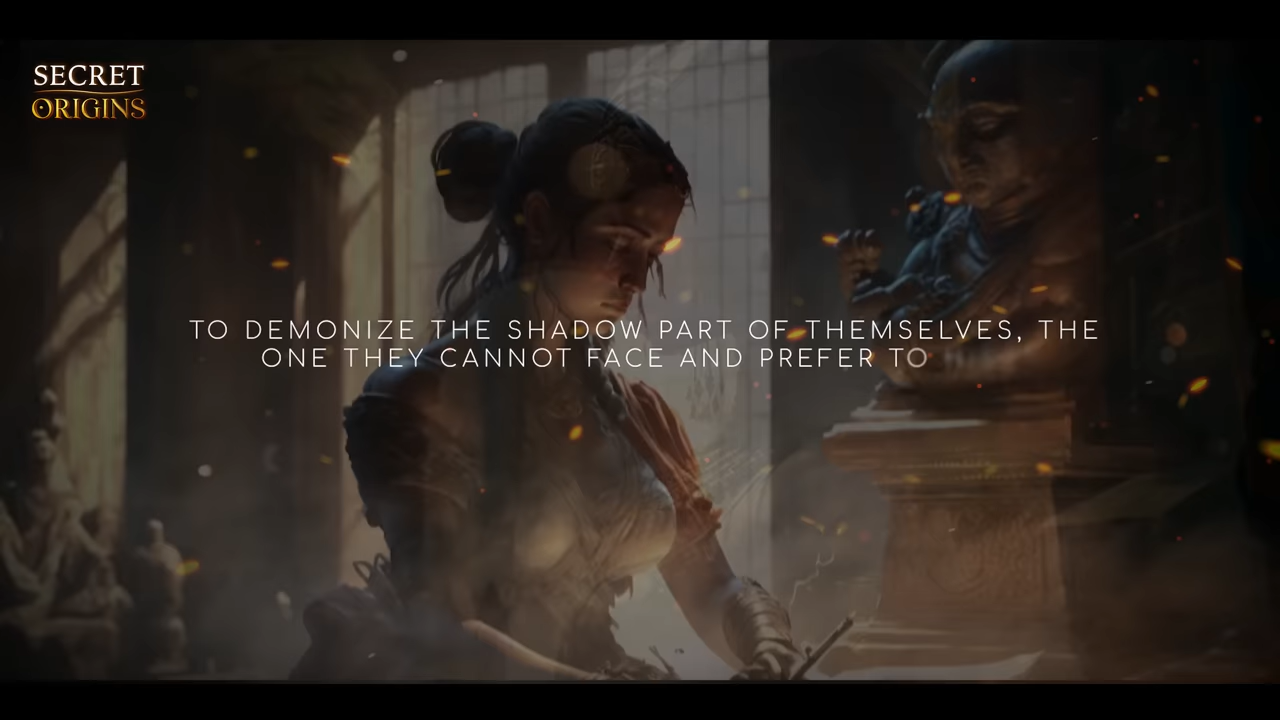 SECRET
ORIGINS
TO DEMONIZE THE SHADOW PART OF THEMSELVES, THE
ONE THEY CANNOT FACE AND PREFER TO